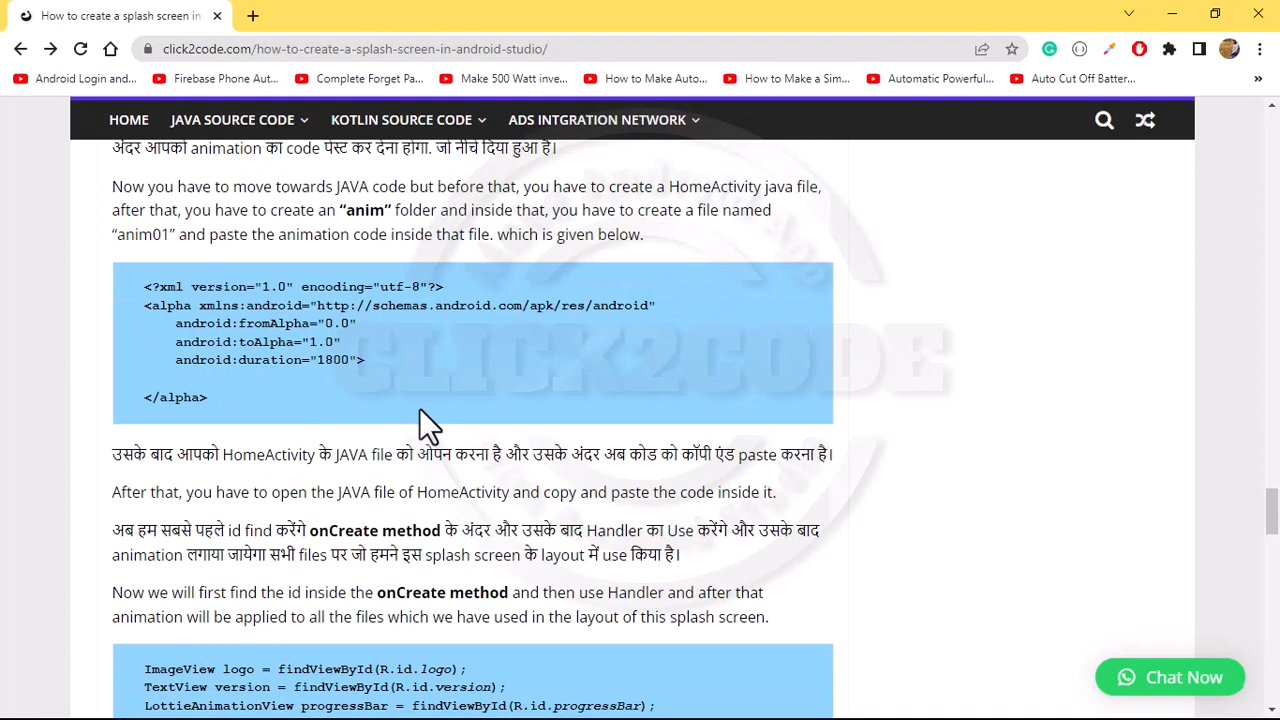 How to create a splash screen in
click2code.com/how-to-create-a-splash-screen-in-android-studio/
Android Login and... Firebase Phone Aut... Complete Forget Pa... Make 500 Watt inve... How to Make Auto... How to Make a Sim... Automatic Powerful... Auto Cut Off Batter...
HOME JAVA SOURCE CODE KOTLIN SOURCE CODE ADS INTGRATION NETWORK
अंदर आपको animation का code पेस्ट कर देना होगा. जो नीचे दिया हुआ है।
Now you have to move towards JAVA code but before that, you have to create a HomeActivity java file,
after that, you have to create an “anim” folder and inside that, you have to create a file named
“anim01” and paste the animation code inside that file. which is given below.
<?xml version="1.0" encoding="utf-8"?>
<alpha xmlns:android="http://schemas.android.com/apk/res/android"
android:fromAlpha="0.0"
android:toAlpha="1.0"
android:duration="1800">
</alpha>
CLICK2CODE
उसके बाद आपको HomeActivity के JAVA file को ओपन करना है और उसके अंदर अब कोड को कॉपी एंड paste करना है।
After that, you have to open the JAVA file of HomeActivity and copy and paste the code inside it.
अब हम सबसे पहले id find करेंगे onCreate method के अंदर और उसके बाद Handler का Use करेंगे और उसके बाद
animation लगाया जायेगा सभी files पर जो हमने इस splash screen के layout में use किया है।
Now we will first find the id inside the onCreate method and then use Handler and after that
animation will be applied to all the files which we have used in the layout of this splash screen.
ImageView logo = findViewById(R.id.logo);
TextView version = findViewById(R.id.version);
LottieAnimationView progressBar = findViewById(R.id.progressBar);
Chat Now